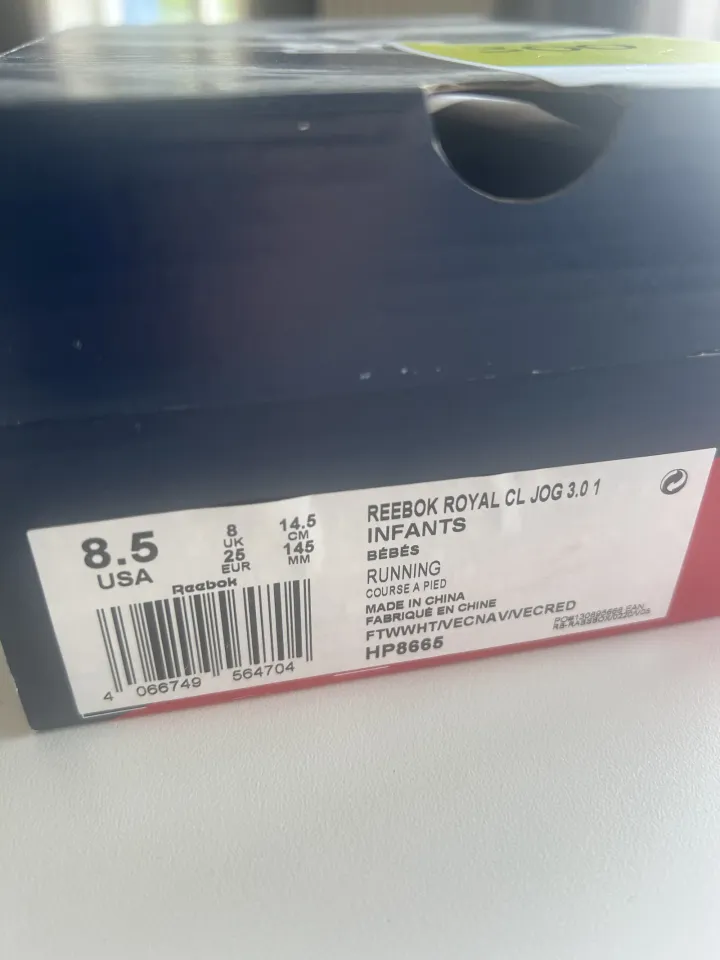 8.5
USA
8
UK
25
EUR
14.5
CM
145
MM
Reebok
4 066749 564704
REEBOK ROYAL CL JOG 3.0 1
INFANTS
BÉBÉS
RUNNING
COURSE A PIED
MADE IN CHINA
FABRIQUÉ EN CHINE
FTWWHT/VECNAV/VECRED
HP8665